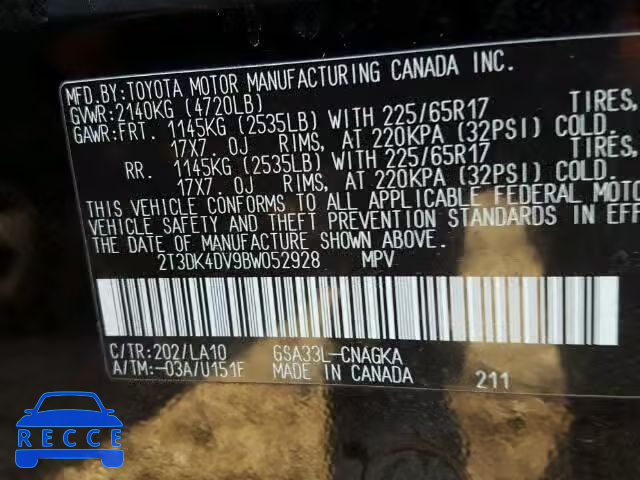 MFD.BY:TOYOTA MOTOR MANUFACTURING CANADA INC.
GVWR:2140KG (4720LB)
GAWR:FRT. 1145KG (2535LB) WITH 225/65R17 TIRES,
17X7.0J RIMS, AT 220KPA (32PSI) COLD.
RR. 1145KG (2535LB) WITH 225/65R17 TIRES,
17X7.0J RIMS, AT 220KPA (32PSI) COLD.
THIS VEHICLE CONFORMS TO ALL APPLICABLE FEDERAL MOTO
VEHICLE SAFETY AND THEFT PREVENTION STANDARDS IN EFFE
THE DATE OF MANUFACTURE SHOWN ABOVE.
2T3DK4DV9BW052928 MPV
C/TR:202/LA10 GSA33L-CNAGKA
A/TM:-03A/U151F MADE IN CANADA 211
RECCE